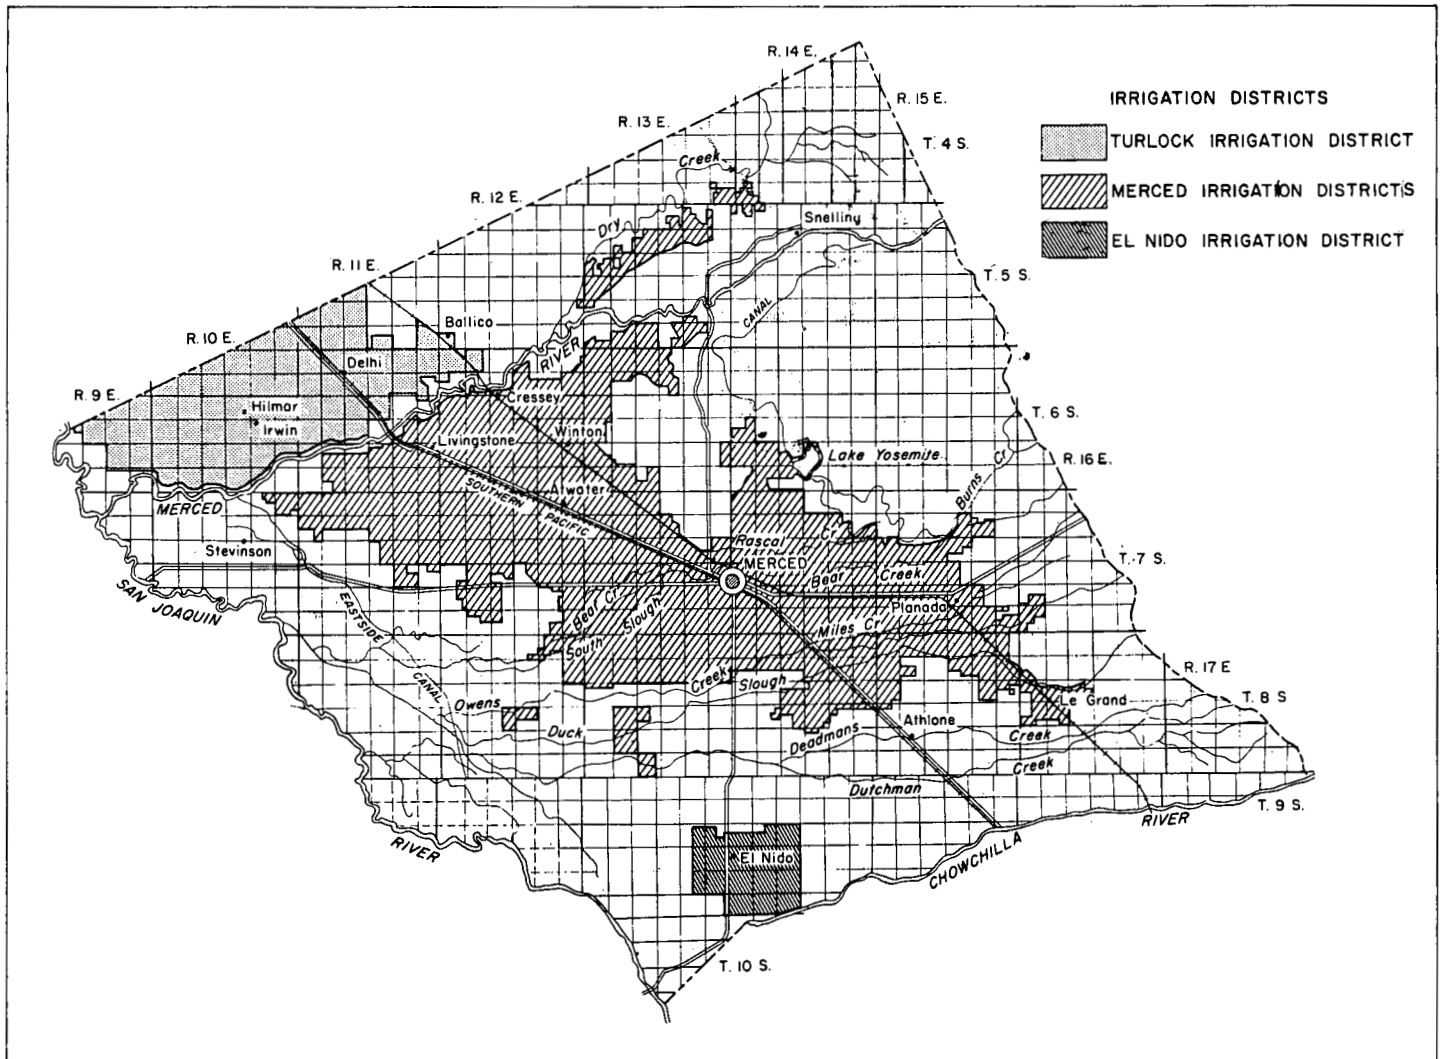 R. 14 E.
R. 15 E.
T. 4 S.
R. 13 E.
R. 12 E.
R. 11 E.
R. 10 E.
R. 9 E.
IRRIGATION DISTRICTS
TURLOCK IRRIGATION DISTRICT
MERCED IRRIGATION DISTRICTS
EL NIDO IRRIGATION DISTRICT
Creek
Dry
Snelliny
T. 5 S.
CANAL
Ballico
RIVER
Delhi
Cressey
Hilmar
Irwin
Livingstone
Winton
T. 6 S.
R. 16 E.
Lake Yosemite
Burns
Cr.
SOUTHERN
PACIFIC
Atwater
MERCED
Stevinson
Rascal
Cr.
MERCED
Bear
Creek
T. 7 S.
SAN JOAQUIN
EASTSIDE
CANAL
Bear Cr.
South Slough
Planada
Miles Cr.
R. 17 E
T. 8 S
Creek
Slough
Owens
Duck
Le Grand
Athlone
Deadmans
Creek
Creek
Dutchman
T. 9 S.
RIVER
RIVER
CHOWCHILLA
El Nido
T. 10 S.